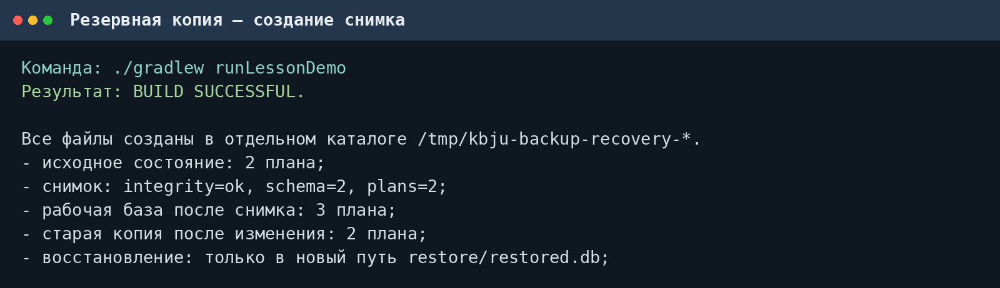 Резервная копия — создание снимка
Команда: ./gradlew runLessonDemo
Результат: BUILD SUCCESSFUL.
Все файлы созданы в отдельном каталоге /tmp/kbju-backup-recovery-*.
- исходное состояние: 2 плана;
- снимок: integrity=ok, schema=2, plans=2;
- рабочая база после снимка: 3 плана;
- старая копия после изменения: 2 плана;
- восстановление: только в новый путь restore/restored.db;